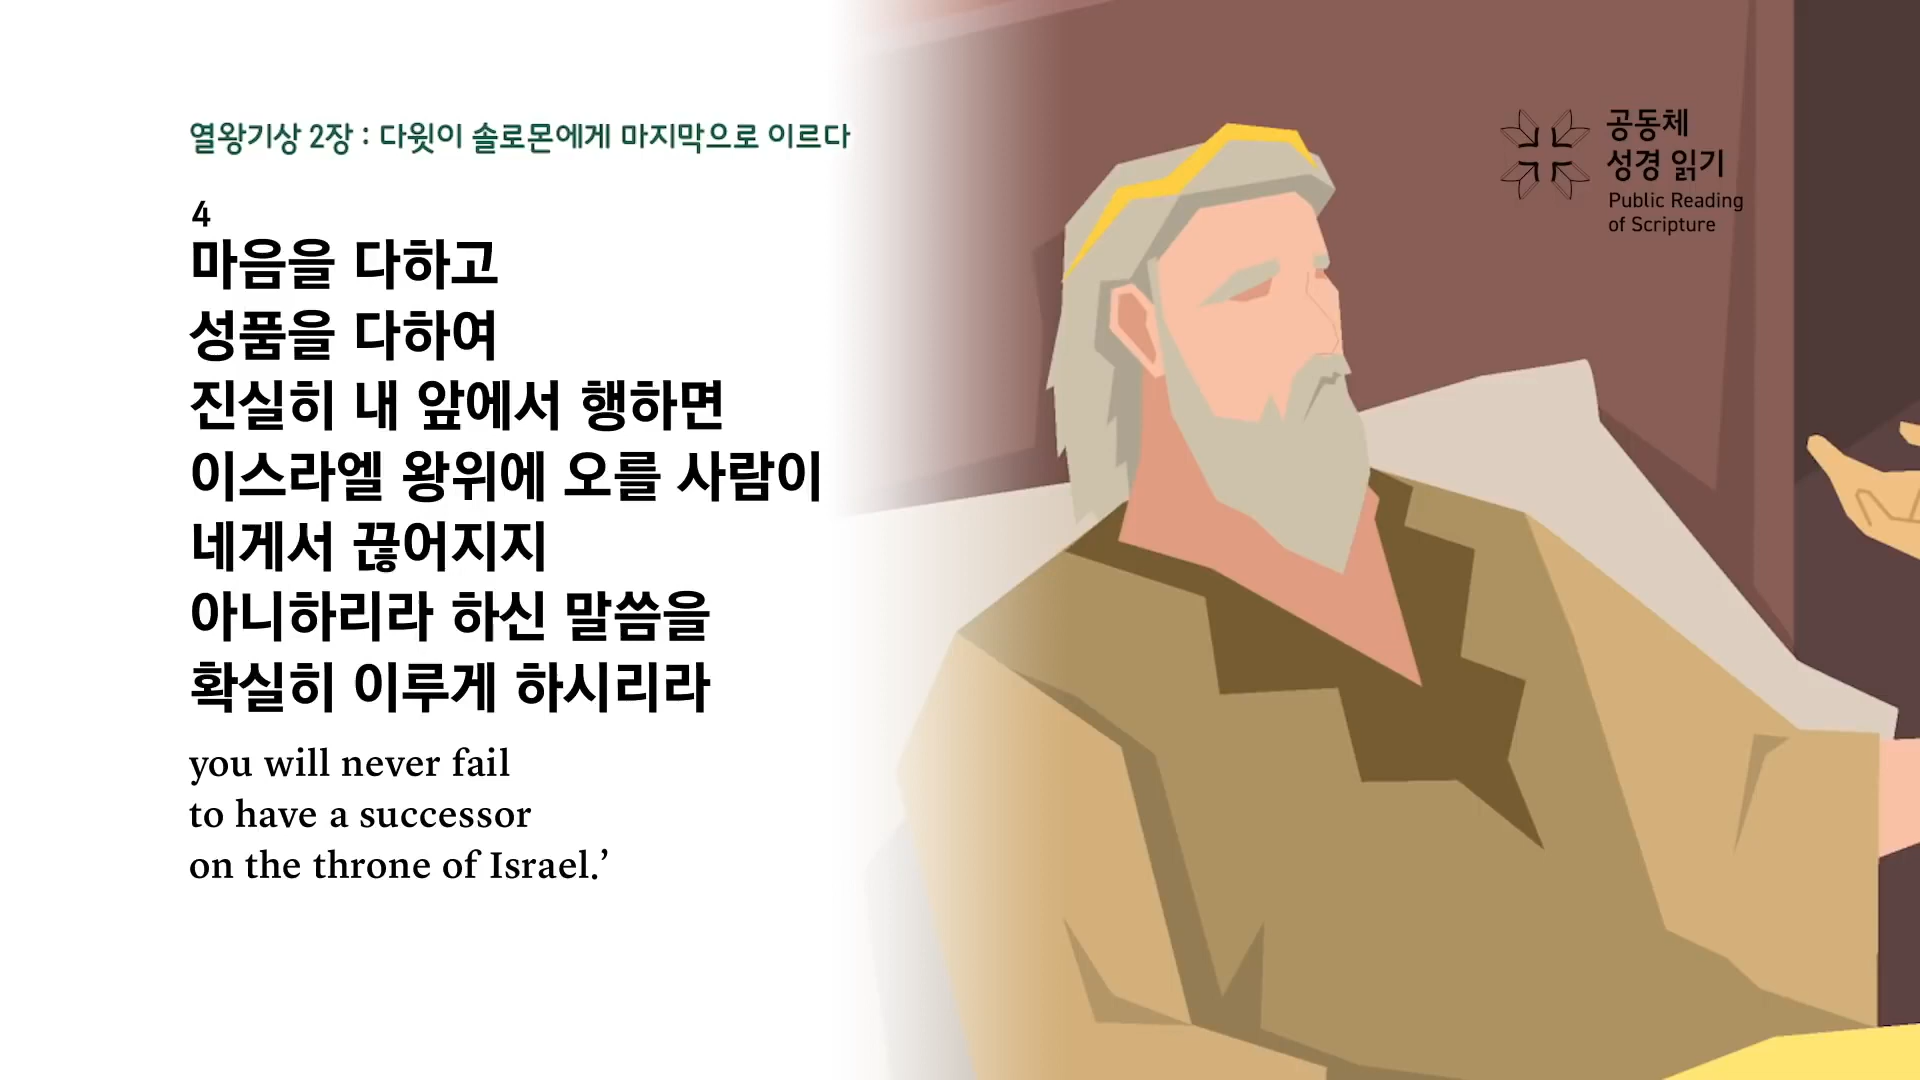 열왕기상 2장 : 다윗이 솔로몬에게 마지막으로 이르다
4
마음을 다하고
성품을 다하여
진실히 내 앞에서 행하면
이스라엘 왕위에 오를 사람이
네게서 끊어지지
아니하리라 하신 말씀을
확실히 이루게 하시리라
you will never fail
to have a successor
on the throne of Israel.’
공동체
성경 읽기
Public Reading
of Scripture